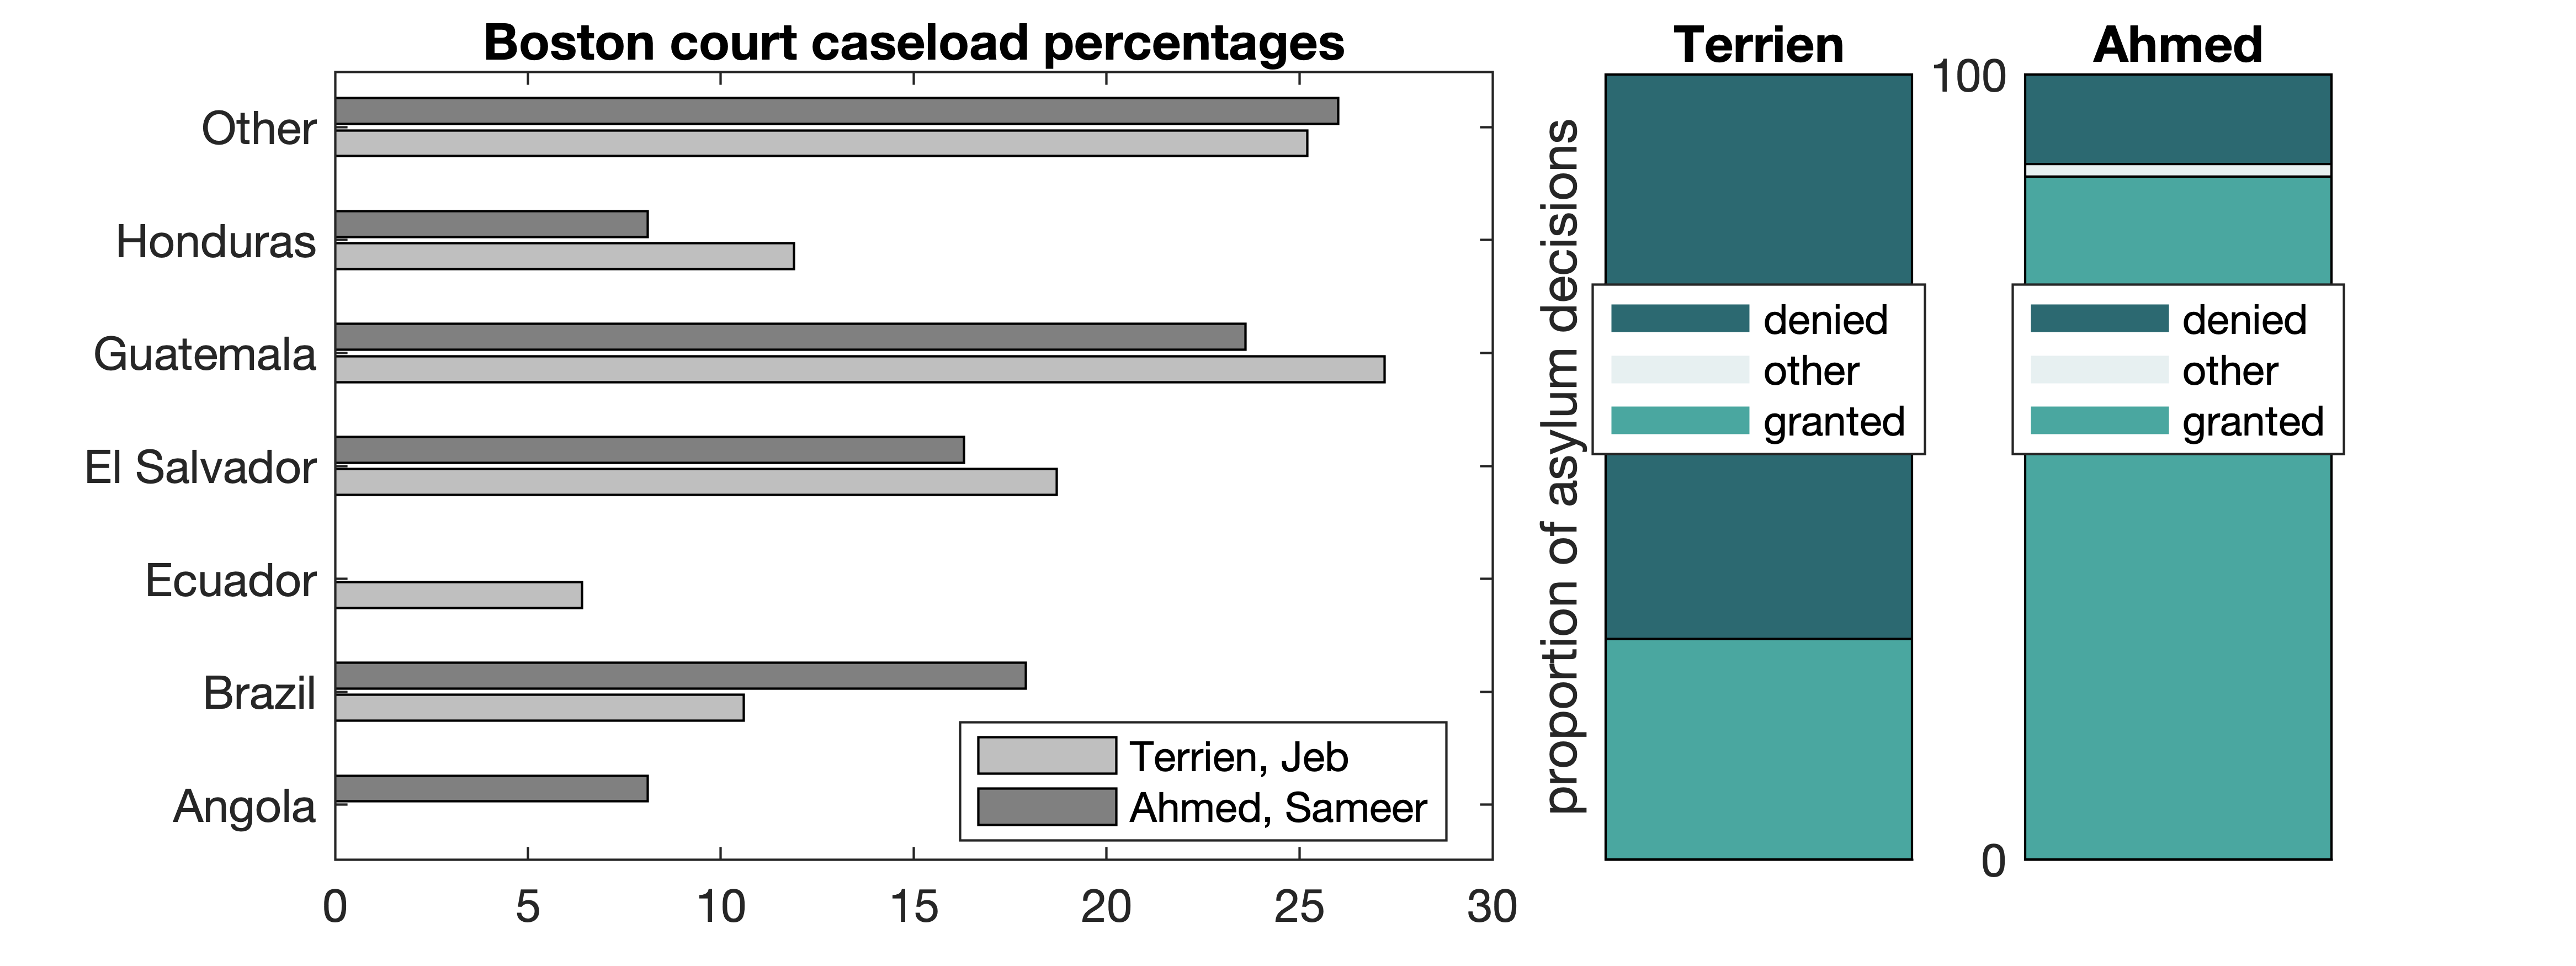 Boston court caseload percentages
Other
Honduras
Guatemala
El Salvador
Ecuador
Brazil
Angola
Terrien, Jeb
Ahmed, Sameer
0 5 10 15 20 25 30
proportion of asylum decisions
Terrien
denied
other
granted
Ahmed
100
denied
other
granted
0